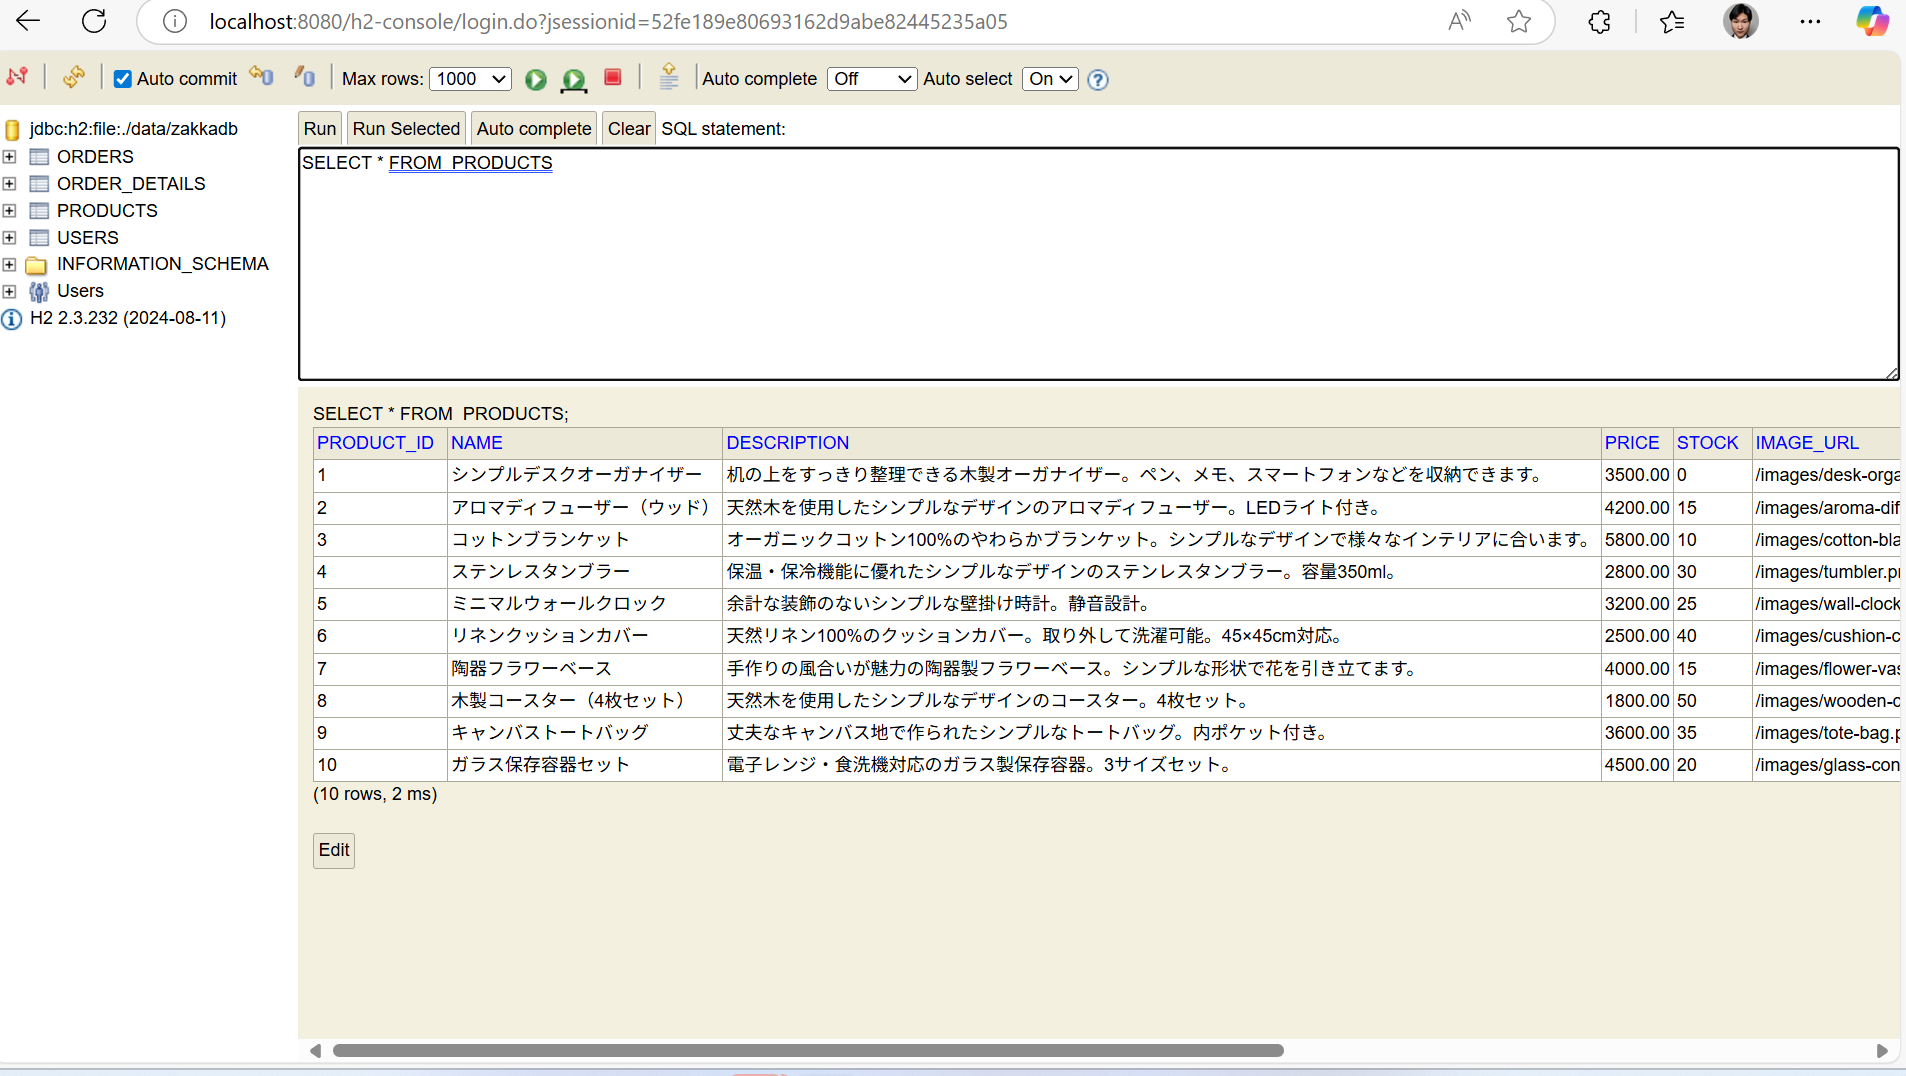 localhost:8080/h2-console/login.do?jsessionid=52fe189e80693162d9abe82445235a05
Auto commit Max rows: 1000 Auto complete Off Auto select On
jdbc:h2:file:./data/zakkadb
ORDERS
ORDER_DETAILS
PRODUCTS
USERS
INFORMATION_SCHEMA
Users
H2 2.3.232 (2024-08-11)
Run Run Selected Auto complete Clear SQL statement:
SELECT * FROM  PRODUCTS
SELECT * FROM  PRODUCTS;
PRODUCT_ID NAME DESCRIPTION PRICE STOCK IMAGE_URL
1 シンプルデスクオーガナイザー 机の上をすっきり整理できる木製オーガナイザー。ペン、メモ、スマートフォンなどを収納できます。 3500.00 0 /images/desk-orga
2 アロマディフューザー（ウッド） 天然木を使用したシンプルなデザインのアロマディフューザー。LEDライト付き。 4200.00 15 /images/aroma-dif
3 コットンブランケット オーガニックコットン100%のやわらかブランケット。シンプルなデザインで様々なインテリアに合います。 5800.00 10 /images/cotton-bla
4 ステンレスタンブラー 保温・保冷機能に優れたシンプルなデザインのステンレスタンブラー。容量350ml。 2800.00 30 /images/tumbler.pr
5 ミニマルウォールクロック 余計な装飾のないシンプルな壁掛け時計。静音設計。 3200.00 25 /images/wall-clock
6 リネンクッションカバー 天然リネン100%のクッションカバー。取り外して洗濯可能。45×45cm対応。 2500.00 40 /images/cushion-c
7 陶器フラワーベース 手作りの風合いが魅力の陶器製フラワーベース。シンプルな形状で花を引き立てます。 4000.00 15 /images/flower-vas
8 木製コースター（4枚セット） 天然木を使用したシンプルなデザインのコースター。4枚セット。 1800.00 50 /images/wooden-c
9 キャンバストートバッグ 丈夫なキャンバス地で作られたシンプルなトートバッグ。内ポケット付き。 3600.00 35 /images/tote-bag.p
10 ガラス保存容器セット 電子レンジ・食洗機対応のガラス製保存容器。3サイズセット。 4500.00 20 /images/glass-con
(10 rows, 2 ms)
Edit